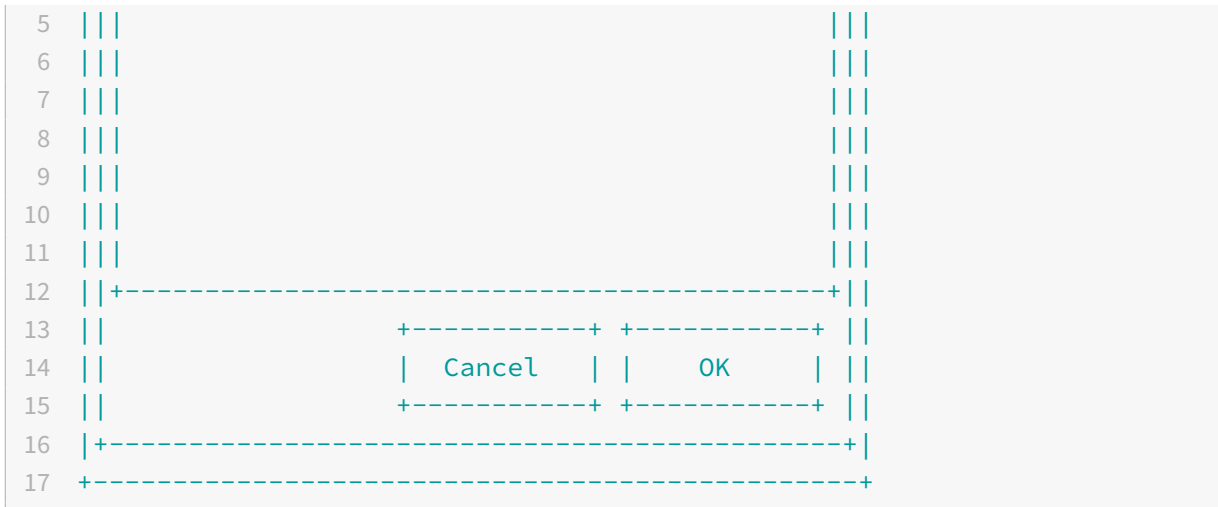 5 |||                                            |||
6 |||                                            |||
7 |||                                            |||
8 |||                                            |||
9 |||                                            |||
10 |||                                            |||
11 |||                                            |||
12 ||+--------------------------------------------+||
13 ||                  +-----------+ +-----------+ ||
14 ||                  |  Cancel   | |    OK     | ||
15 ||                  +-----------+ +-----------+ ||
16 |+----------------------------------------------+|
17 +------------------------------------------------+